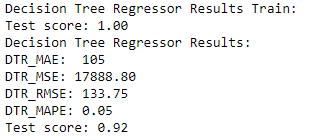 Decision Tree Regressor Results Train:
Test score: 1.00
Decision Tree Regressor Results:
DTR_MAE:  105
DTR_MSE: 17888.80
DTR_RMSE: 133.75
DTR_MAPE: 0.05
Test score: 0.92